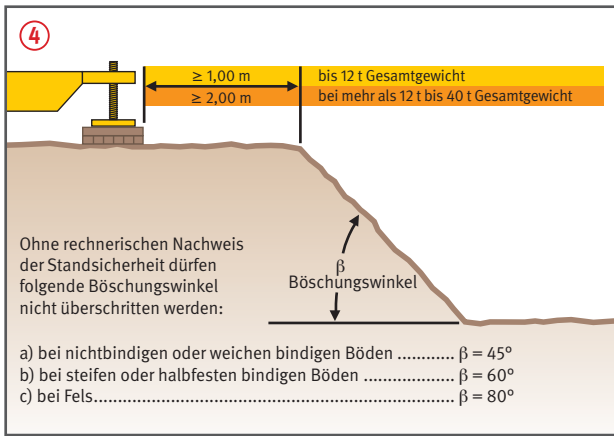 4
≥ 1,00 m bis 12 t Gesamtgewicht
≥ 2,00 m bei mehr als 12 t bis 40 t Gesamtgewicht
Ohne rechnerischen Nachweis
der Standsicherheit dürfen
folgende Böschungswinkel
nicht überschritten werden:
β
Böschungswinkel
a) bei nichtbindigen oder weichen bindigen Böden ........... β = 45°
b) bei steifen oder halbfesten bindigen Böden ................. β = 60°
c) bei Fels.................................................................... β = 80°